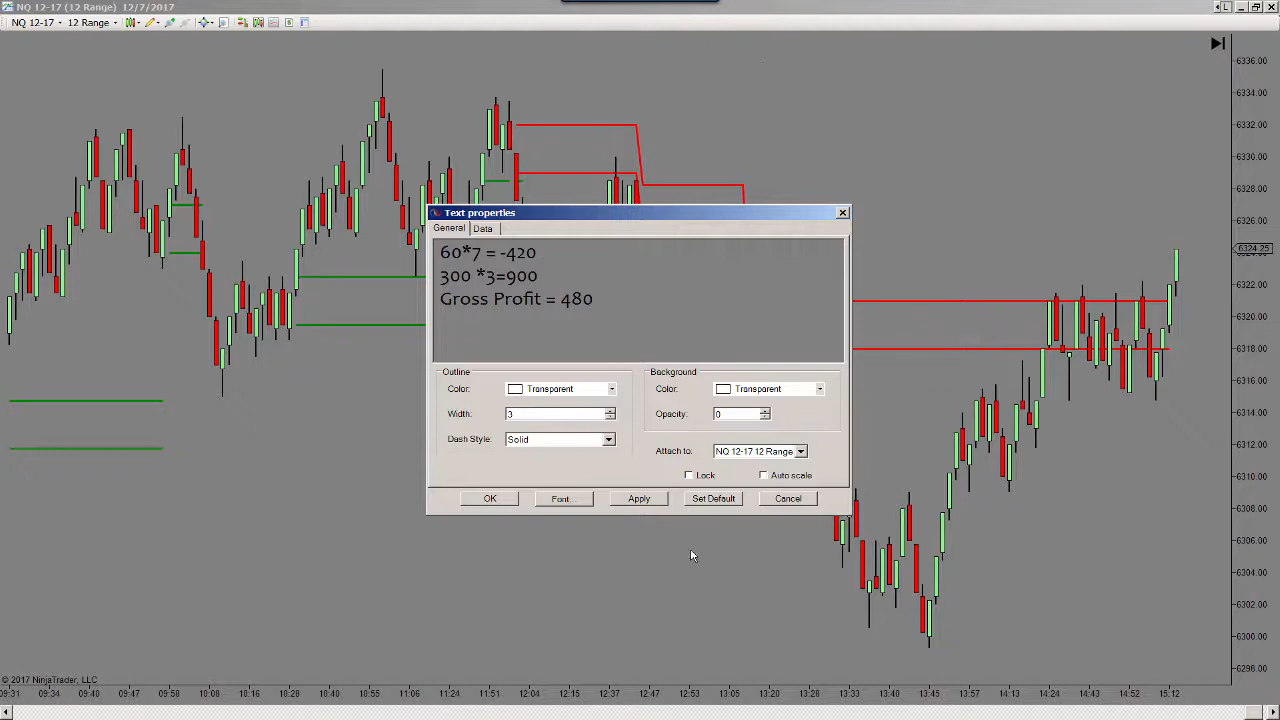 NQ 12-17 (12 Range) 12/7/2017
L
NQ 12-17 12 Range
6336.00
6334.00
6332.00
6330.00
6328.00
6326.00
6324.25
6322.00
6320.00
6318.00
6316.00
6314.00
6312.00
6310.00
6308.00
6306.00
6304.00
6302.00
6300.00
6298.00
Text properties
General Data
60*7 = -420
300 *3=900
Gross Profit = 480
Outline
Color: Transparent
Width: 3
Dash Style: Solid
Background
Color: Transparent
Opacity: 0
Attach to: NQ 12-17 12 Range
Lock Auto scale
OK Font... Apply Set Default Cancel
© 2017 NinjaTrader, LLC
09:31 09:34 09:40 09:47 09:58 10:08 10:16 10:28 10:38 10:55 11:06 11:24 11:51 12:04 12:15 12:37 12:47 12:53 13:05 13:20 13:33 13:45 13:57 14:13 14:24 14:43 14:52 15:12